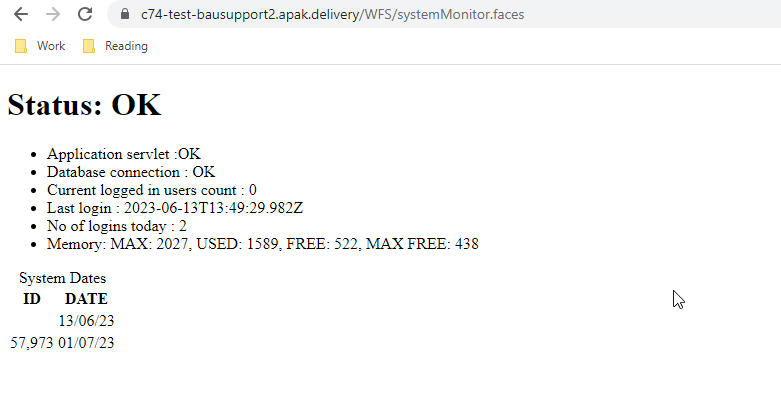 c74-test-bausupport2.apak.delivery/WFS/systemMonitor.faces
Work Reading
Status: OK
Application servlet :OK
Database connection : OK
Current logged in users count : 0
Last login : 2023-06-13T13:49:29.982Z
No of logins today : 2
Memory: MAX: 2027, USED: 1589, FREE: 522, MAX FREE: 438
System Dates
ID DATE
13/06/23
57,973 01/07/23